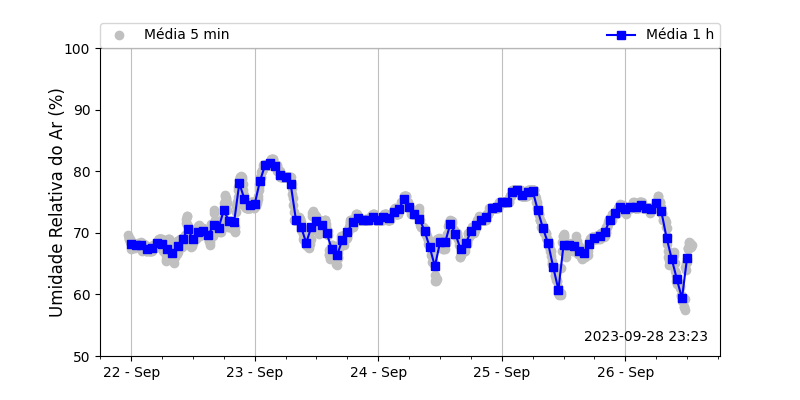 Média 5 min
Média 1 h
Umidade Relativa do Ar (%)
100
90
80
70
60
50
2023-09-28 23:23
22 - Sep
23 - Sep
24 - Sep
25 - Sep
26 - Sep